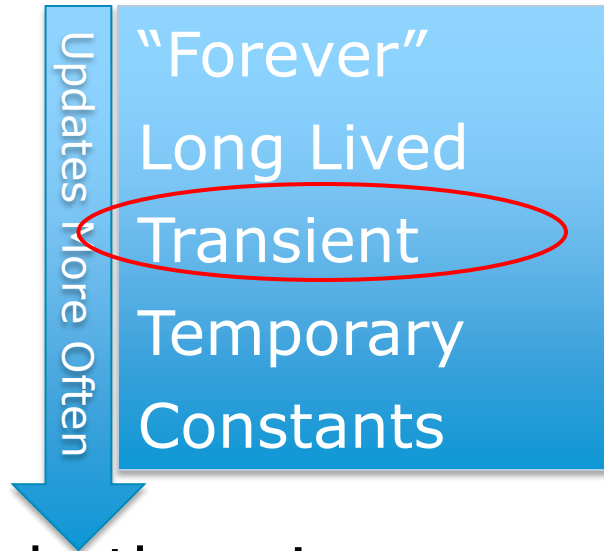 Updates More Often
“Forever”
Long Lived
Transient
Temporary
Constants